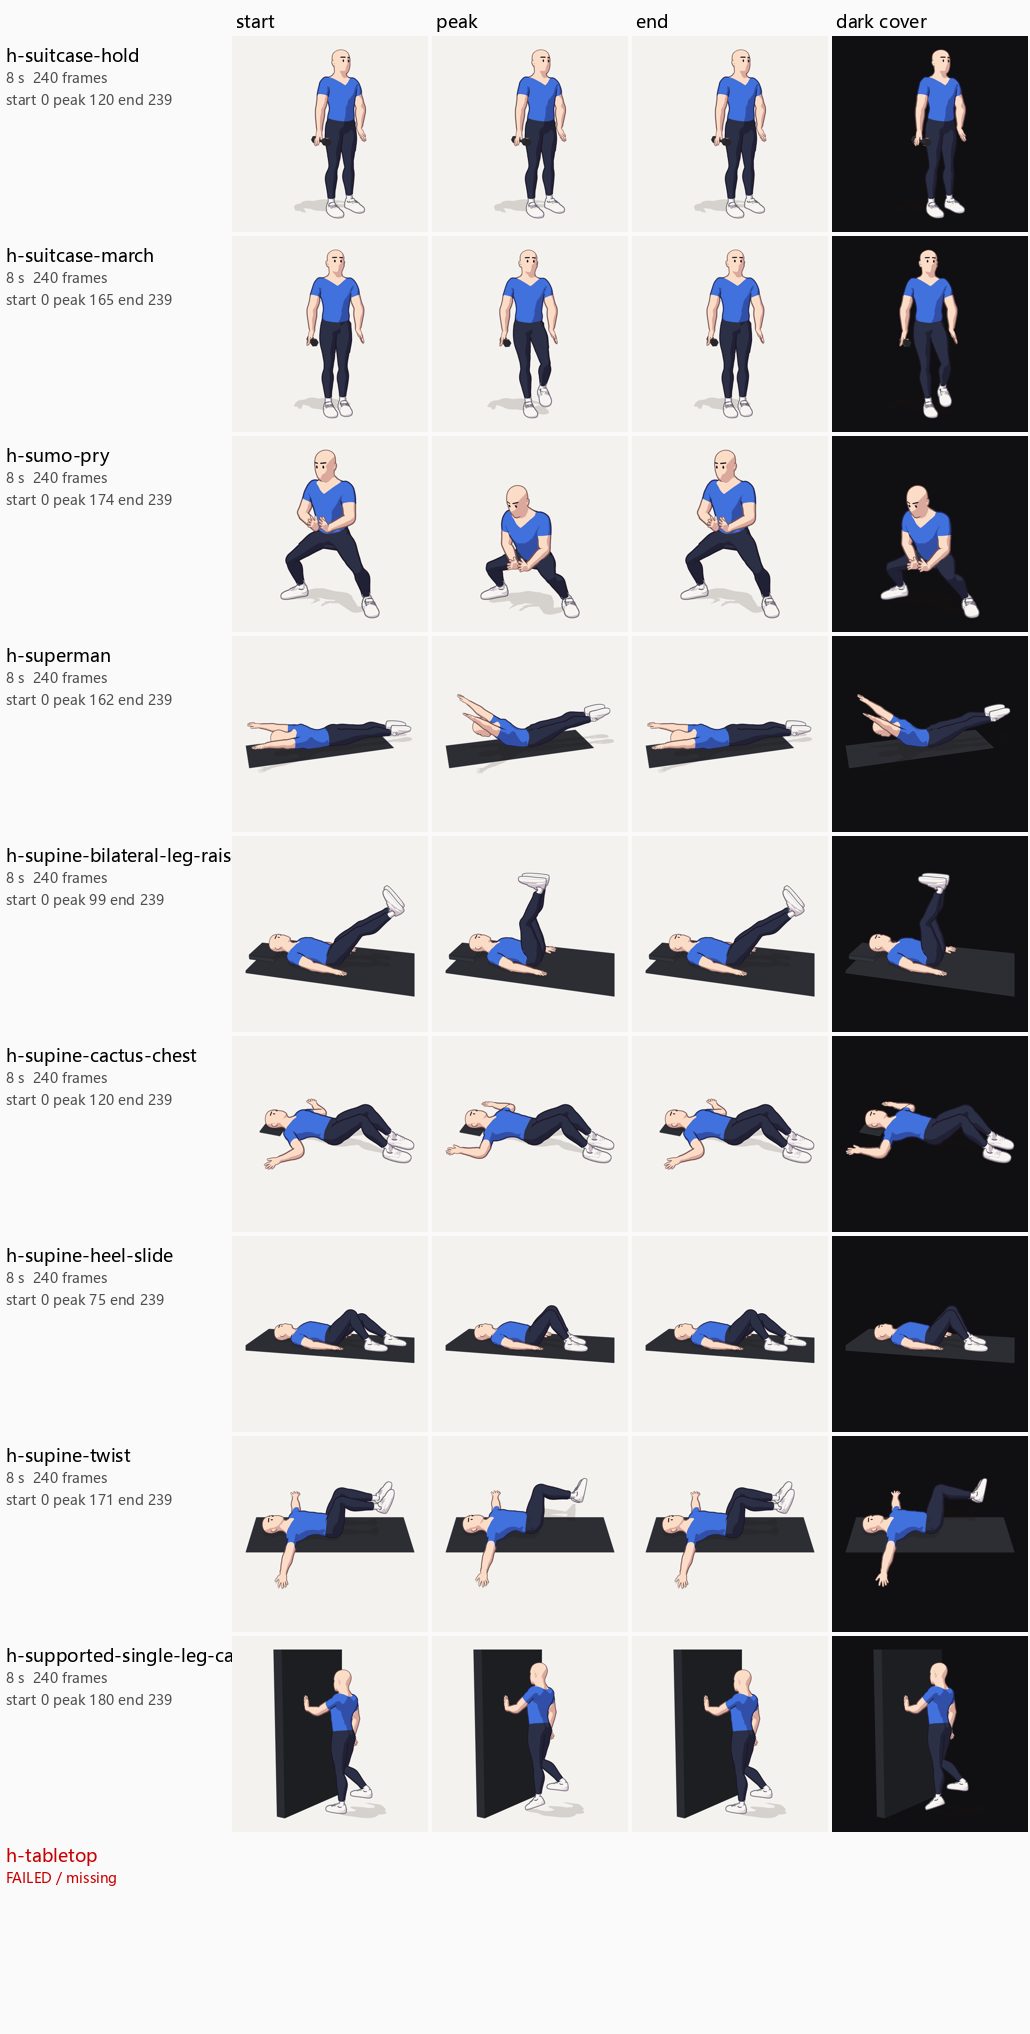 start peak end dark cover
h-suitcase-hold
8 s 240 frames
start 0 peak 120 end 239
h-suitcase-march
8 s 240 frames
start 0 peak 165 end 239
h-sumo-pry
8 s 240 frames
start 0 peak 174 end 239
h-superman
8 s 240 frames
start 0 peak 162 end 239
h-supine-bilateral-leg-rais
8 s 240 frames
start 0 peak 99 end 239
h-supine-cactus-chest
8 s 240 frames
start 0 peak 120 end 239
h-supine-heel-slide
8 s 240 frames
start 0 peak 75 end 239
h-supine-twist
8 s 240 frames
start 0 peak 171 end 239
h-supported-single-leg-ca
8 s 240 frames
start 0 peak 180 end 239
h-tabletop
FAILED / missing